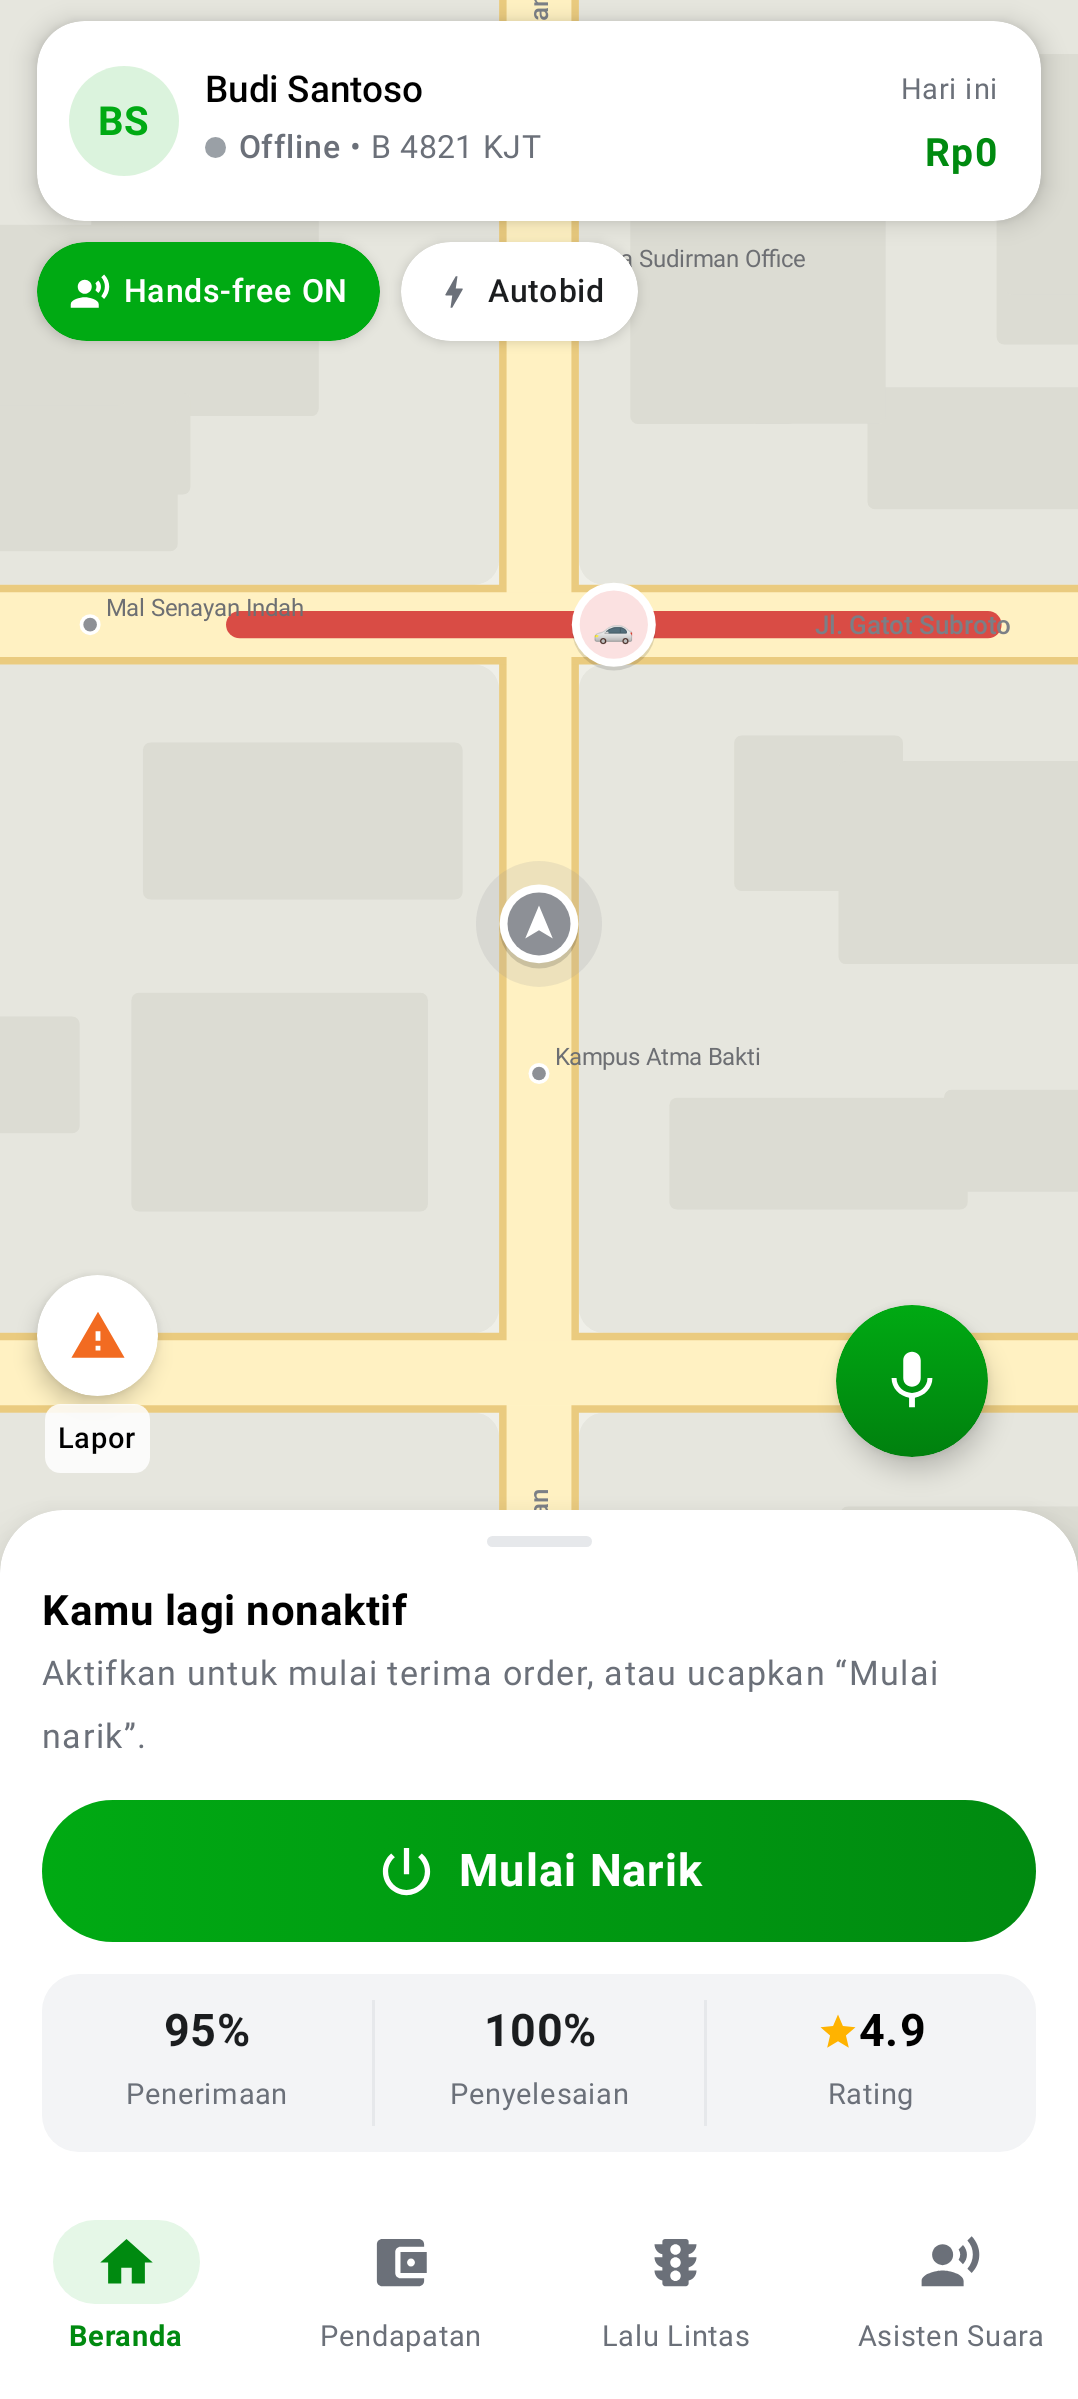 BS
Budi Santoso
Offline • B 4821 KJT
Hari ini
Rp0
Hands-free ON
Autobid
Sudirman Office
Mal Senayan Indah
Jl. Gatot Subroto
Kampus Atma Bakti
Lapor
Kamu lagi nonaktif
Aktifkan untuk mulai terima order, atau ucapkan “Mulai
narik”.
Mulai Narik
95%
Penerimaan
100%
Penyelesaian
4.9
Rating
Beranda
Pendapatan
Lalu Lintas
Asisten Suara